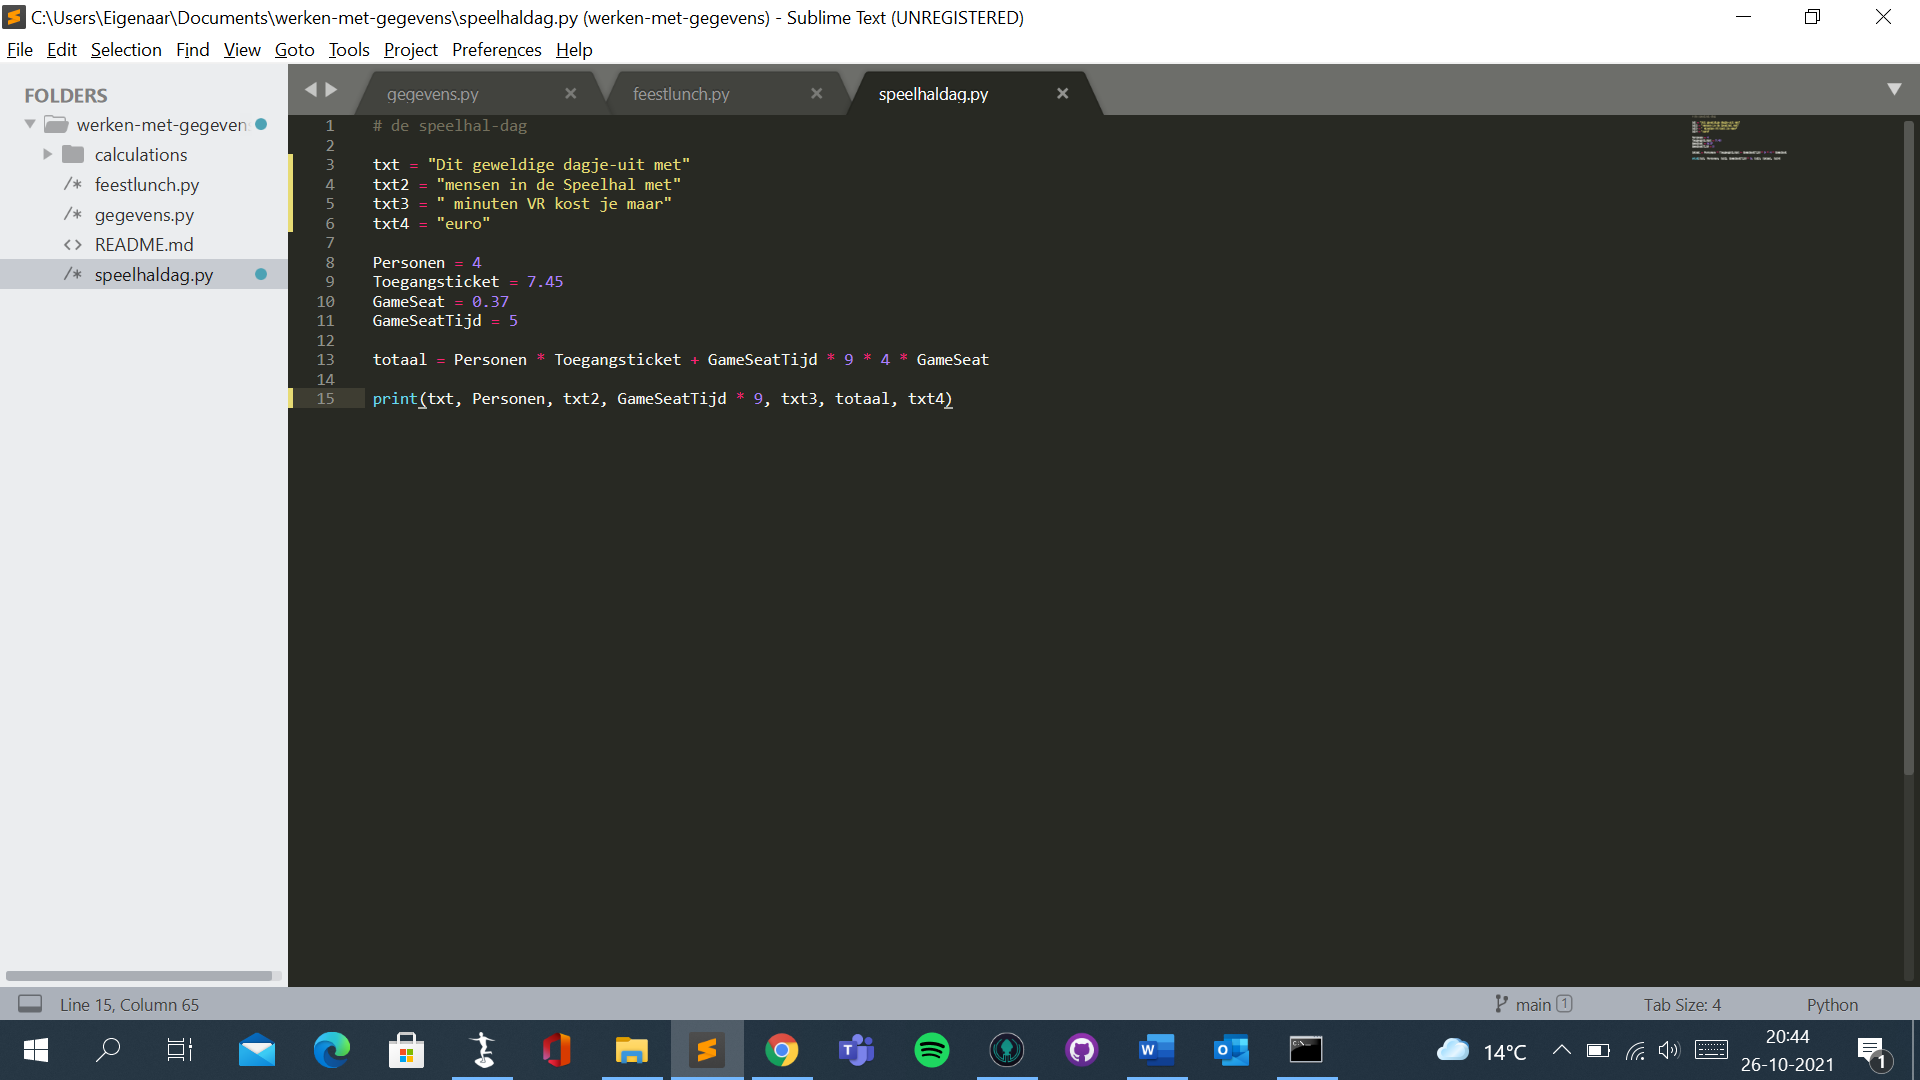 C:\Users\Eigenaar\Documents\werken-met-gegevens\speelhaldag.py (werken-met-gegevens) - Sublime Text (UNREGISTERED)
File Edit Selection Find View Goto Tools Project Preferences Help
FOLDERS
werken-met-gegeven
calculations
/* feestlunch.py
/* gegevens.py
<> README.md
/* speelhaldag.py
gegevens.py feestlunch.py speelhaldag.py
1 # de speelhal-dag
2
3 txt = "Dit geweldige dagje-uit met"
4 txt2 = "mensen in de Speelhal met"
5 txt3 = " minuten VR kost je maar"
6 txt4 = "euro"
7
8 Personen = 4
9 Toegangsticket = 7.45
10 GameSeat = 0.37
11 GameSeatTijd = 5
12
13 totaal = Personen * Toegangsticket + GameSeatTijd * 9 * 4 * GameSeat
14
15 print(txt, Personen, txt2, GameSeatTijd * 9, txt3, totaal, txt4)
Line 15, Column 65
main 1
Tab Size: 4
Python
14°C
20:44
26-10-2021
1